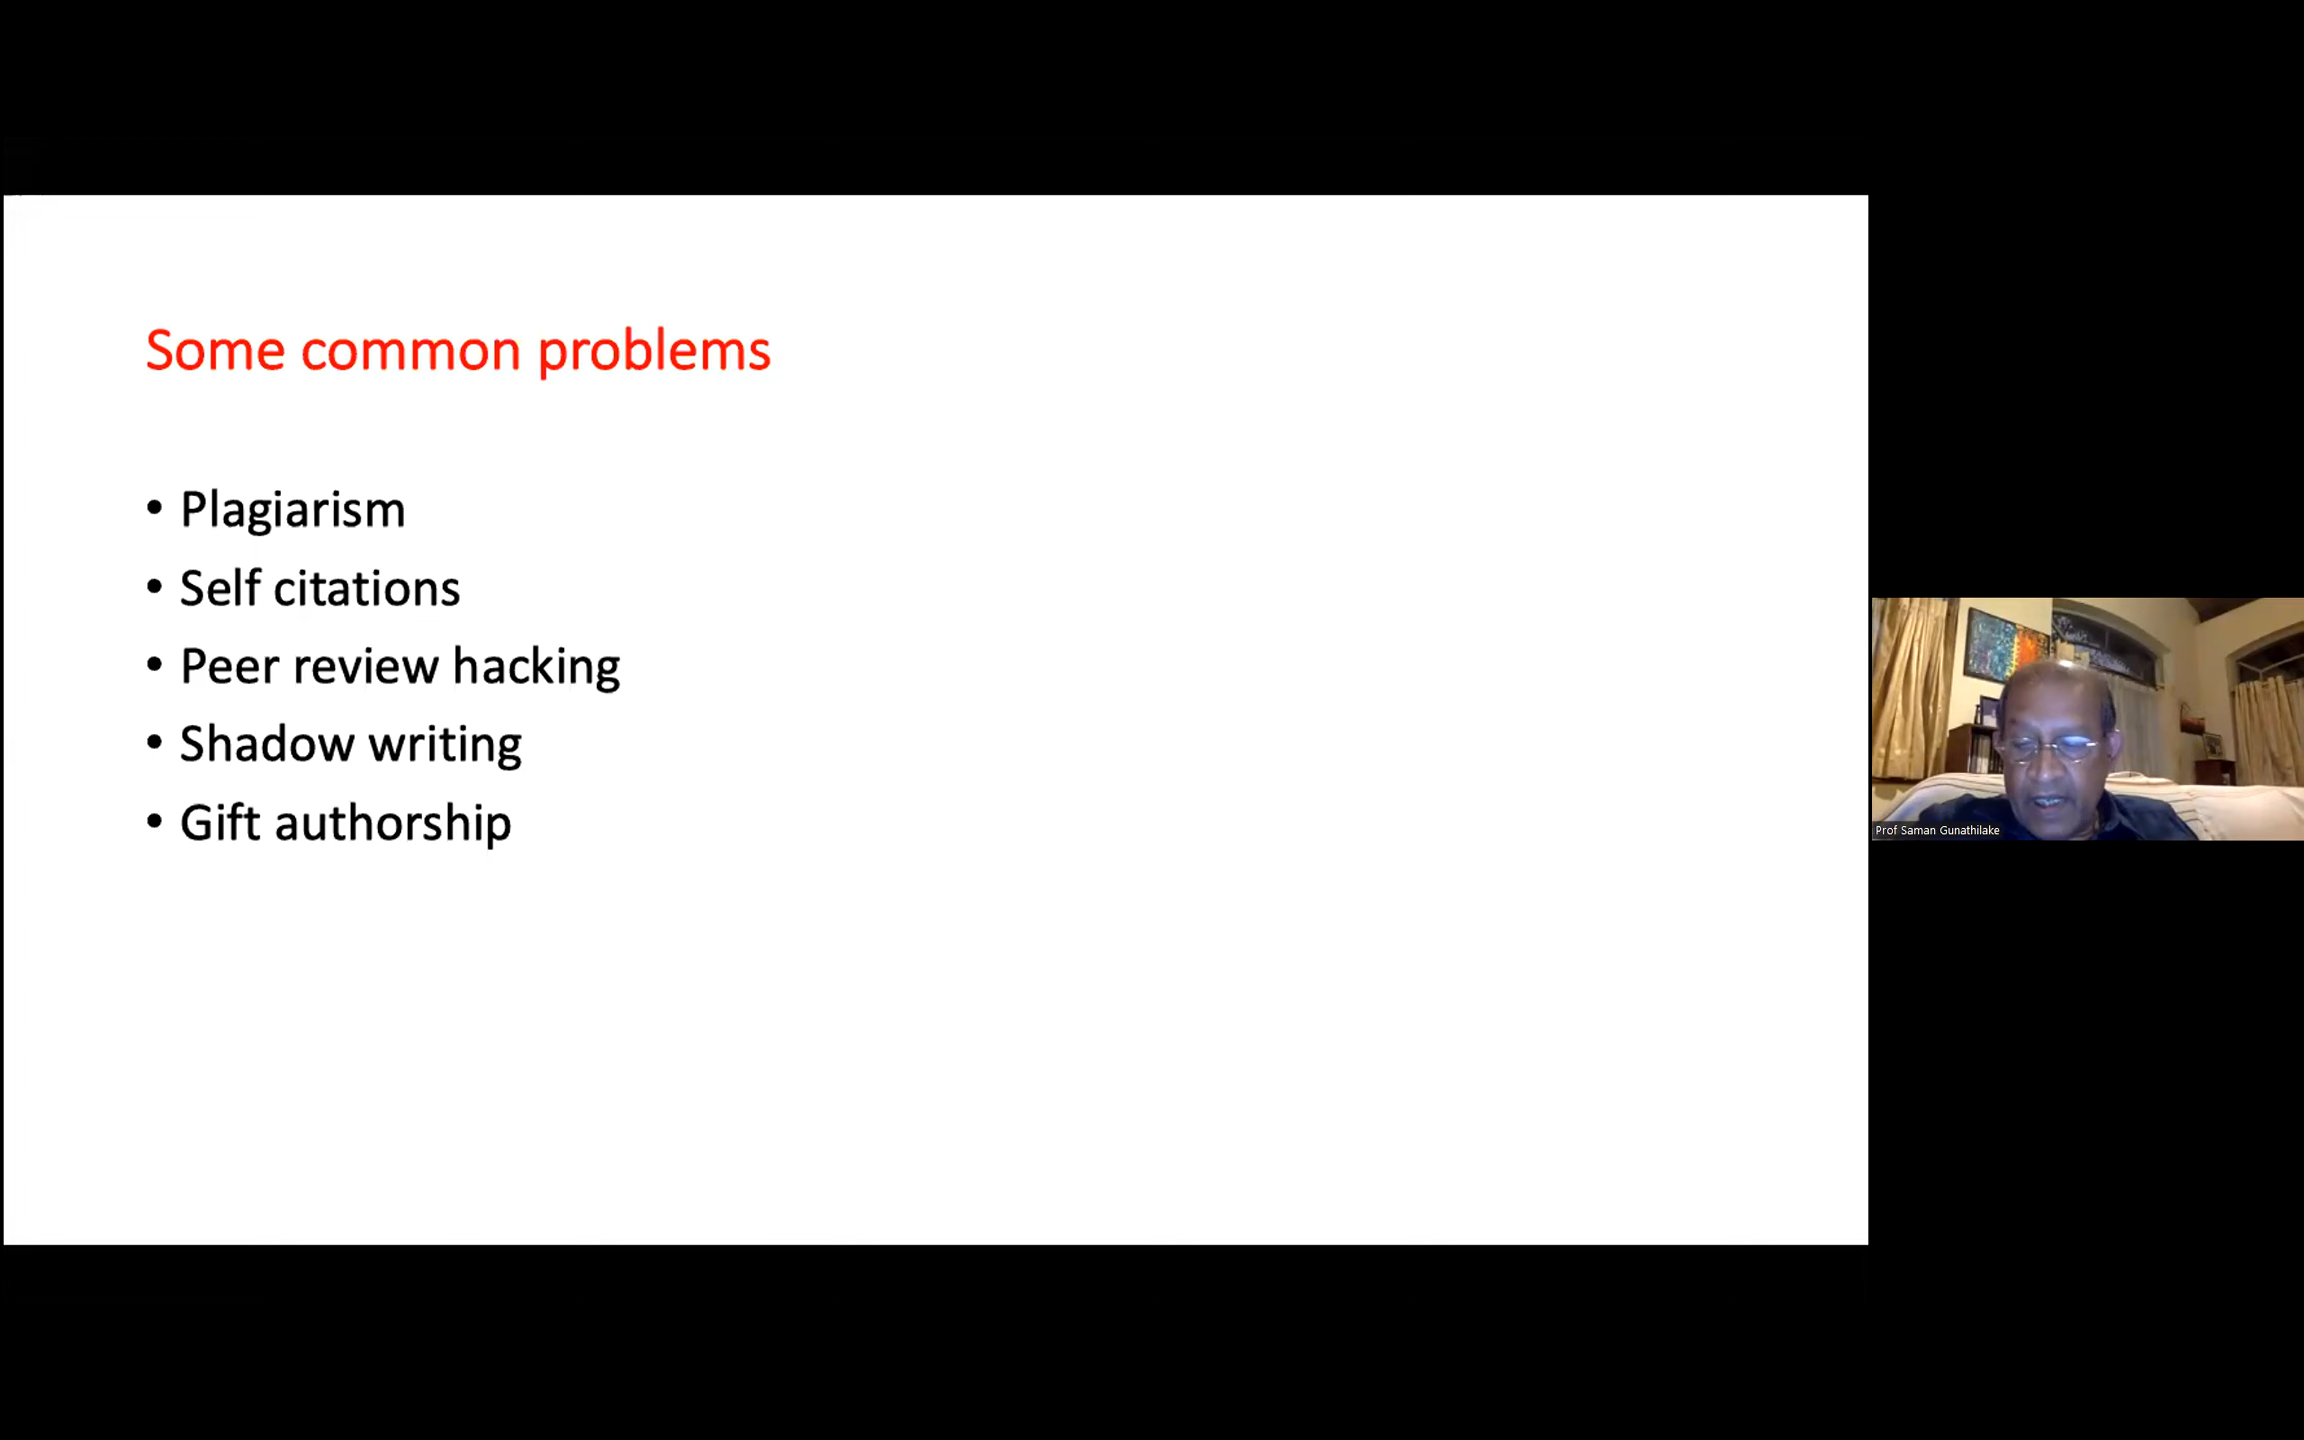 Some common problems
• Plagiarism
• Self citations
• Peer review hacking
• Shadow writing
• Gift authorship
Prof Saman Gunathilake